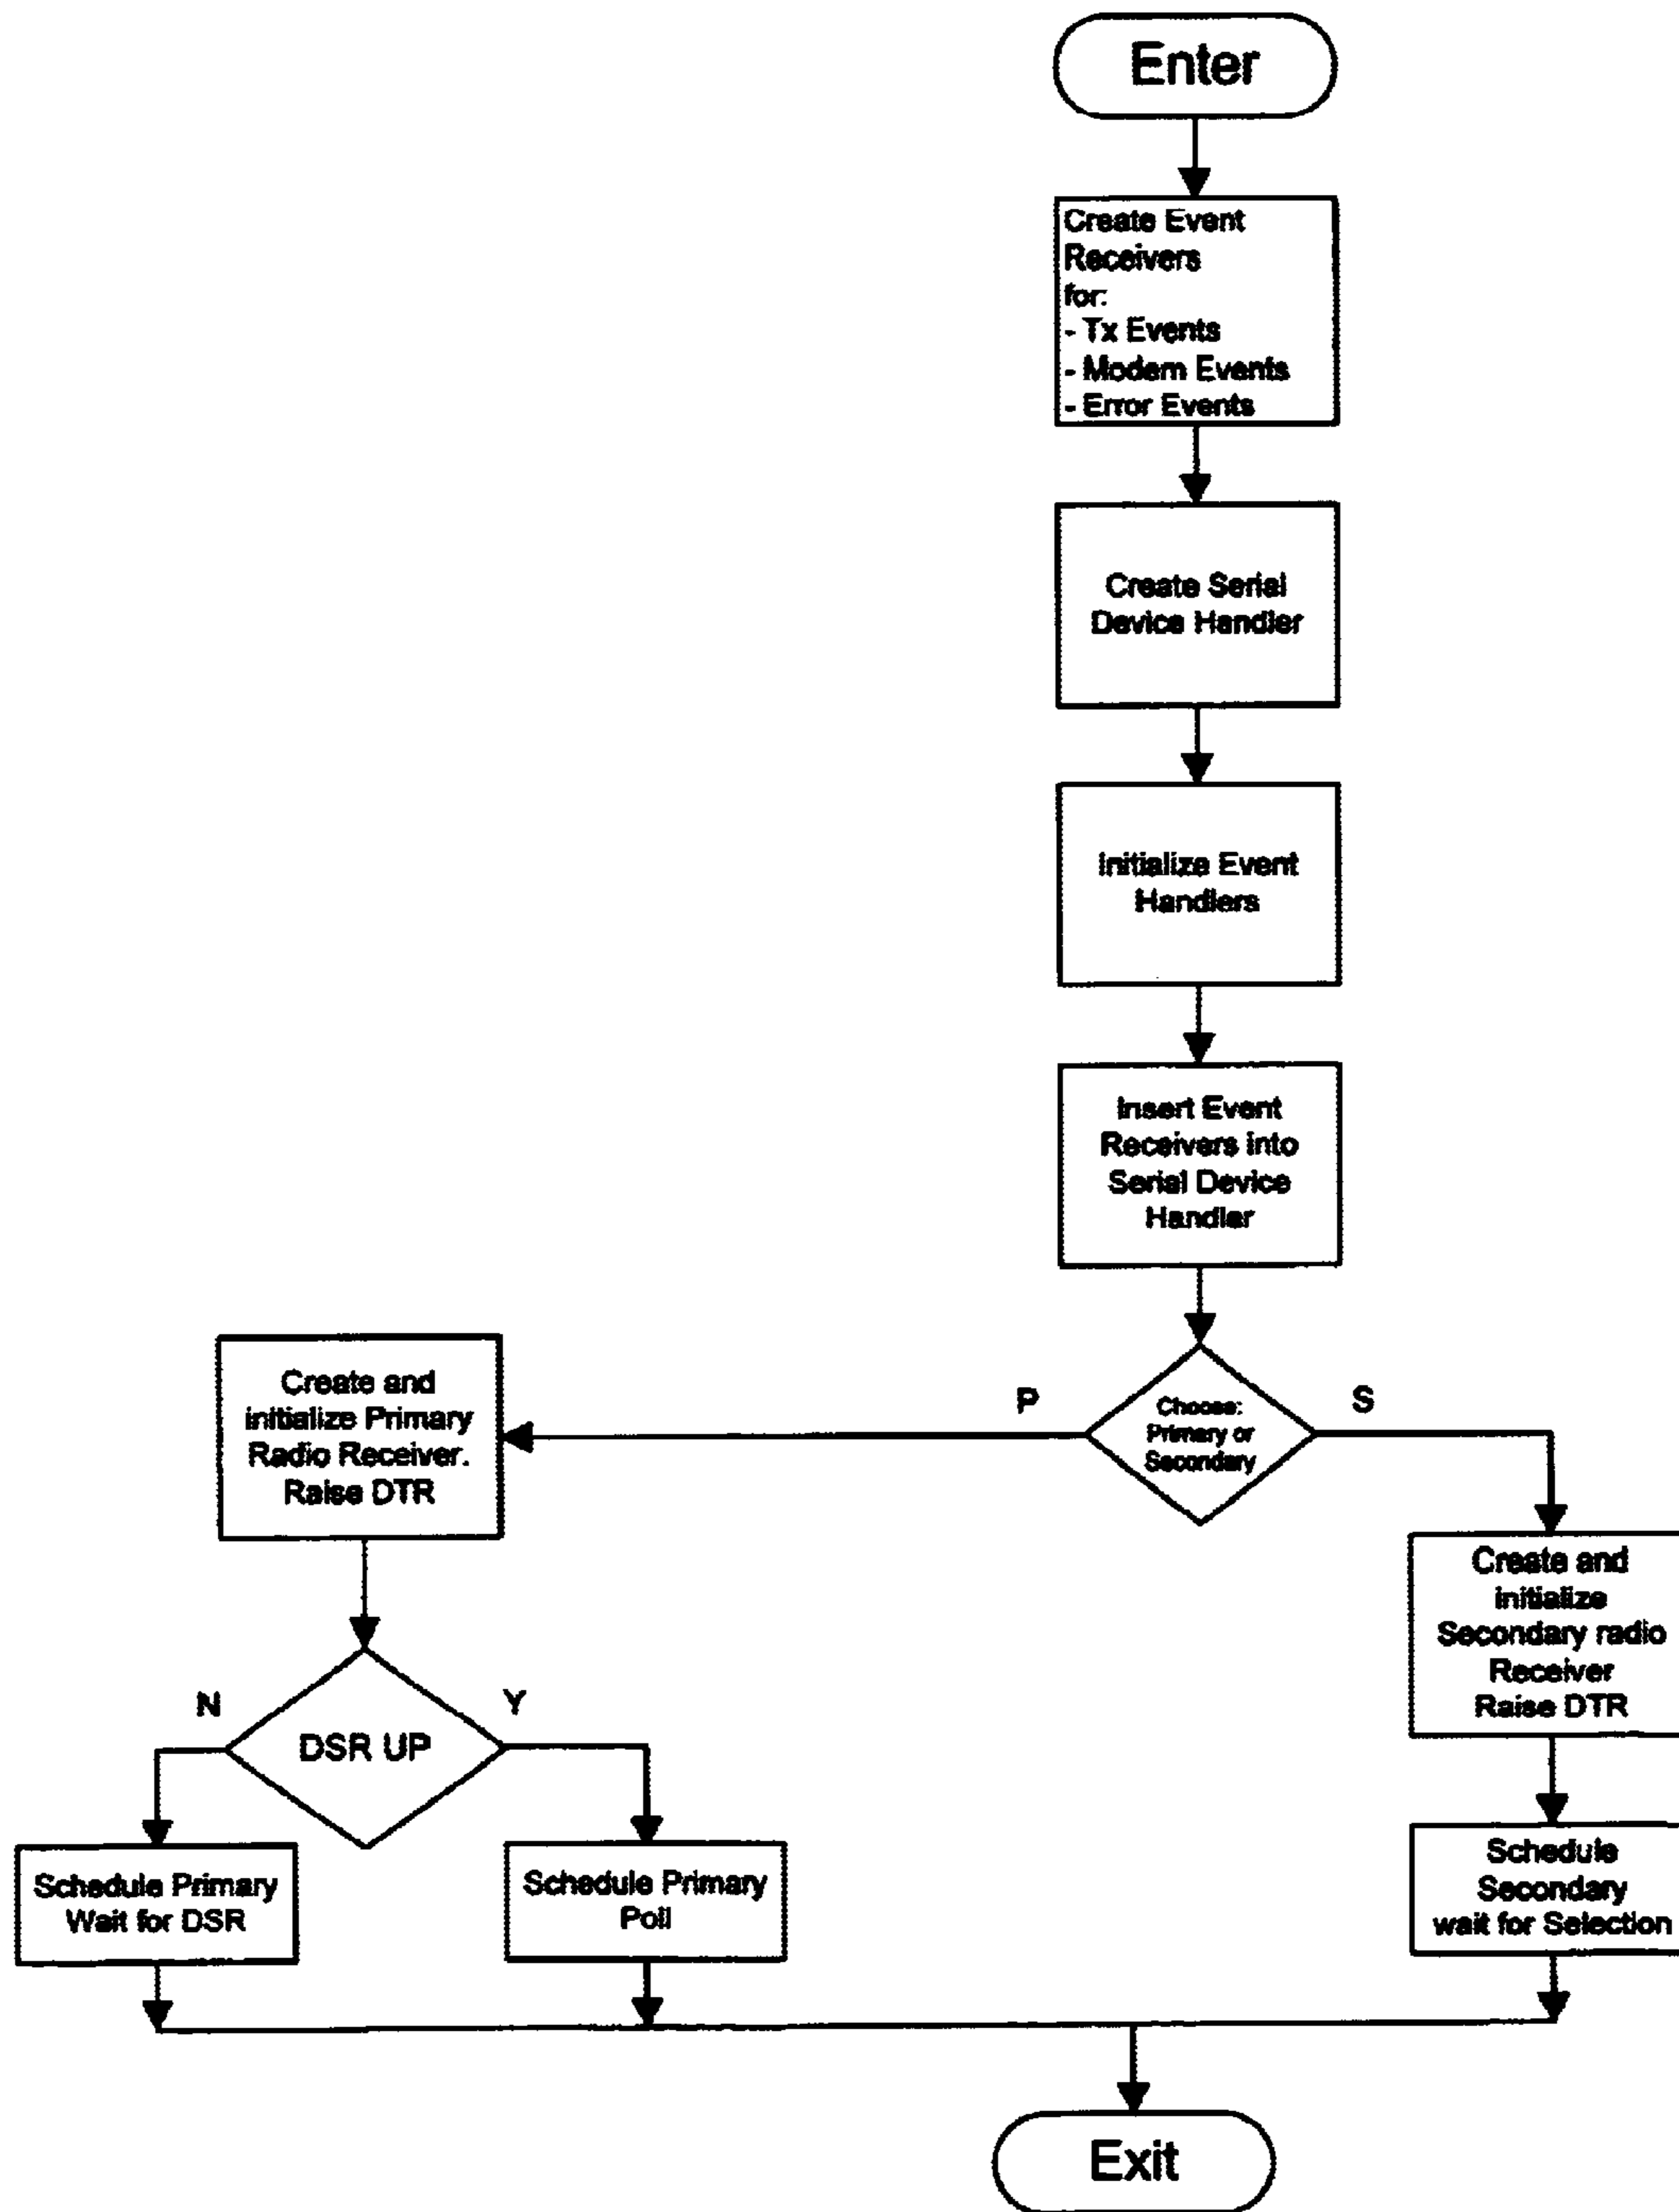 Enter
Create Event
Receivers
for:
- Tx Events
- Modem Events
- Error Events
Create Serial
Device Handler
Initialize Event
Handlers
Insert Event
Receivers into
Serial Device
Handler
Choose:
Primary or
Secondary
P
S
Create and
initialize Primary
Radio Receiver.
Raise DTR
Create and
initialize
Secondary radio
Receiver
Raise DTR
DSR UP
N
Y
Schedule Primary
Wait for DSR
Schedule Primary
Poll
Schedule
Secondary
wait for Selection
Exit